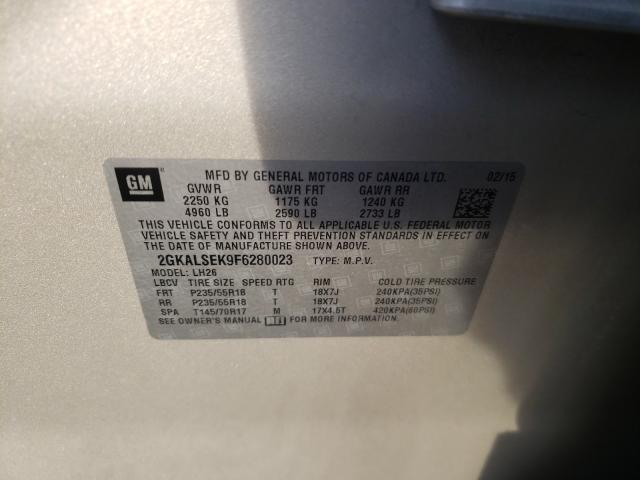 GM
MFD BY GENERAL MOTORS OF CANADA LTD. 02/15
GVWR GAWR FRT GAWR RR
2250 KG 1175 KG 1240 KG
4960 LB 2590 LB 2733 LB
THIS VEHICLE CONFORMS TO ALL APPLICABLE U.S. FEDERAL MOTOR
VEHICLE SAFETY AND THEFT PREVENTION STANDARDS IN EFFECT ON
THE DATE OF MANUFACTURE SHOWN ABOVE.
2GKALSEK9F6280023 TYPE: M.P.V.
MODEL: LH26
LBCV TIRE SIZE SPEED RTG RIM COLD TIRE PRESSURE
FRT P235/55R18 T 18X7J 240KPA(35PSI)
RR P235/55R18 T 18X7J 240KPA(35PSI)
SPA T145/70R17 M 17X4.5T 420KPA(60PSI)
SEE OWNER'S MANUAL FOR MORE INFORMATION.